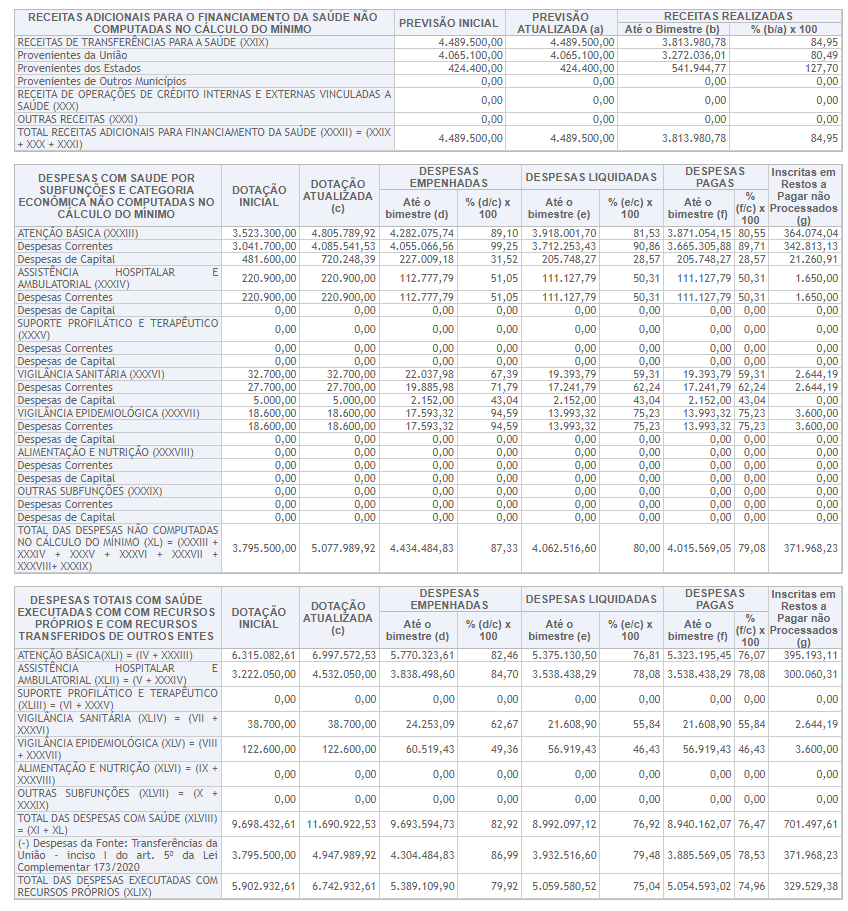 RECEITAS ADICIONAIS PARA O FINANCIAMENTO DA SAÚDE NÃO COMPUTADAS NO CÁLCULO DO MÍNIMO PREVISÃO INICIAL PREVISÃO ATUALIZADA (a) RECEITAS REALIZADAS
Até o Bimestre (b) % (b/a) x 100
RECEITAS DE TRANSFERÊNCIAS PARA A SAÚDE (XXIX) 4.489.500,00 4.489.500,00 3.813.980,78 84,95
Provenientes da União 4.065.100,00 4.065.100,00 3.272.036,01 80,49
Provenientes dos Estados 424.400,00 424.400,00 541.944,77 127,70
Provenientes de Outros Municípios 0,00 0,00 0,00 0,00
RECEITA DE OPERAÇÕES DE CRÉDITO INTERNAS E EXTERNAS VINCULADAS A SAÚDE (XXX) 0,00 0,00 0,00 0,00
OUTRAS RECEITAS (XXXI) 0,00 0,00 0,00 0,00
TOTAL RECEITAS ADICIONAIS PARA FINANCIAMENTO DA SAÚDE (XXXII) = (XXIX + XXX + XXXI) 4.489.500,00 4.489.500,00 3.813.980,78 84,95
DESPESAS COM SAUDE POR SUBFUNÇÕES E CATEGORIA ECONÔMICA NÃO COMPUTADAS NO CÁLCULO DO MÍNIMO DOTAÇÃO INICIAL DOTAÇÃO ATUALIZADA (c) DESPESAS EMPENHADAS DESPESAS LIQUIDADAS DESPESAS PAGAS Inscritas em Restos a Pagar não Processados (g)
Até o bimestre (d) % (d/c) x 100 Até o bimestre (e) % (e/c) x 100 Até o bimestre (f) % (f/c) x 100
ATENÇÃO BÁSICA (XXXIII) 3.523.300,00 4.805.789,92 4.282.075,74 89,10 3.918.001,70 81,53 3.871.054,15 80,55 364.074,04
Despesas Correntes 3.041.700,00 4.085.541,53 4.055.066,56 99,25 3.712.253,43 90,86 3.665.305,88 89,71 342.813,13
Despesas de Capital 481.600,00 720.248,39 227.009,18 31,52 205.748,27 28,57 205.748,27 28,57 21.260,91
ASSISTÊNCIA HOSPITALAR E AMBULATORIAL (XXXIV) 220.900,00 220.900,00 112.777,79 51,05 111.127,79 50,31 111.127,79 50,31 1.650,00
Despesas Correntes 220.900,00 220.900,00 112.777,79 51,05 111.127,79 50,31 111.127,79 50,31 1.650,00
Despesas de Capital 0,00 0,00 0,00 0,00 0,00 0,00 0,00 0,00 0,00
SUPORTE PROFILÁTICO E TERAPÊUTICO (XXXV) 0,00 0,00 0,00 0,00 0,00 0,00 0,00 0,00 0,00
Despesas Correntes 0,00 0,00 0,00 0,00 0,00 0,00 0,00 0,00 0,00
Despesas de Capital 0,00 0,00 0,00 0,00 0,00 0,00 0,00 0,00 0,00
VIGILÂNCIA SANITÁRIA (XXXVI) 32.700,00 32.700,00 22.037,98 67,39 19.393,79 59,31 19.393,79 59,31 2.644,19
Despesas Correntes 27.700,00 27.700,00 19.885,98 71,79 17.241,79 62,24 17.241,79 62,24 2.644,19
Despesas de Capital 5.000,00 5.000,00 2.152,00 43,04 2.152,00 43,04 2.152,00 43,04 0,00
VIGILÂNCIA EPIDEMIOLÓGICA (XXXVII) 18.600,00 18.600,00 17.593,32 94,59 13.993,32 75,23 13.993,32 75,23 3.600,00
Despesas Correntes 18.600,00 18.600,00 17.593,32 94,59 13.993,32 75,23 13.993,32 75,23 3.600,00
Despesas de Capital 0,00 0,00 0,00 0,00 0,00 0,00 0,00 0,00 0,00
ALIMENTAÇÃO E NUTRIÇÃO (XXXVIII) 0,00 0,00 0,00 0,00 0,00 0,00 0,00 0,00 0,00
Despesas Correntes 0,00 0,00 0,00 0,00 0,00 0,00 0,00 0,00 0,00
Despesas de Capital 0,00 0,00 0,00 0,00 0,00 0,00 0,00 0,00 0,00
OUTRAS SUBFUNÇÕES (XXXIX) 0,00 0,00 0,00 0,00 0,00 0,00 0,00 0,00 0,00
Despesas Correntes 0,00 0,00 0,00 0,00 0,00 0,00 0,00 0,00 0,00
Despesas de Capital 0,00 0,00 0,00 0,00 0,00 0,00 0,00 0,00 0,00
TOTAL DAS DESPESAS NÃO COMPUTADAS NO CÁLCULO DO MÍNIMO (XL) = (XXXIII + XXXIV + XXXV + XXXVI + XXXVII + XXXVIII+ XXXIX) 3.795.500,00 5.077.989,92 4.434.484,83 87,33 4.062.516,60 80,00 4.015.569,05 79,08 371.968,23
DESPESAS TOTAIS COM SAÚDE EXECUTADAS COM COM RECURSOS PRÓPRIOS E COM RECURSOS TRANSFERIDOS DE OUTROS ENTES DOTAÇÃO INICIAL DOTAÇÃO ATUALIZADA (c) DESPESAS EMPENHADAS DESPESAS LIQUIDADAS DESPESAS PAGAS Inscritas em Restos a Pagar não Processados (g)
Até o bimestre (d) % (d/c) x 100 Até o bimestre (e) % (e/c) x 100 Até o bimestre (f) % (f/c) x 100
ATENÇÃO BÁSICA(XLI) = (IV + XXXIII) 6.315.082,61 6.997.572,53 5.770.323,61 82,46 5.375.130,50 76,81 5.323.195,45 76,07 395.193,11
ASSISTÊNCIA HOSPITALAR E AMBULATORIAL (XLII) = (V + XXXIV) 3.222.050,00 4.532.050,00 3.838.498,60 84,70 3.538.438,29 78,08 3.538.438,29 78,08 300.060,31
SUPORTE PROFILÁTICO E TERAPÊUTICO (XLIII) = (VI + XXXV) 0,00 0,00 0,00 0,00 0,00 0,00 0,00 0,00 0,00
VIGILÂNCIA SANITÁRIA (XLIV) = (VII + XXXVI) 38.700,00 38.700,00 24.253,09 62,67 21.608,90 55,84 21.608,90 55,84 2.644,19
VIGILÂNCIA EPIDEMIOLÓGICA (XLV) = (VIII + XXXVII) 122.600,00 122.600,00 60.519,43 49,36 56.919,43 46,43 56.919,43 46,43 3.600,00
ALIMENTAÇÃO E NUTRIÇÃO (XLVI) = (IX + XXXVIII) 0,00 0,00 0,00 0,00 0,00 0,00 0,00 0,00 0,00
OUTRAS SUBFUNÇÕES (XLVII) = (X + XXXIX) 0,00 0,00 0,00 0,00 0,00 0,00 0,00 0,00 0,00
TOTAL DAS DESPESAS COM SAÚDE (XLVIII) = (XI + XL) 9.698.432,61 11.690.922,53 9.693.594,73 82,92 8.992.097,12 76,92 8.940.162,07 76,47 701.497,61
(-) Despesas da Fonte: Transferências da União - inciso I do art. 5º da Lei Complementar 173/2020 3.795.500,00 4.947.989,92 4.304.484,83 86,99 3.932.516,60 79,48 3.885.569,05 78,53 371.968,23
TOTAL DAS DESPESAS EXECUTADAS COM RECURSOS PRÓPRIOS (XLIX) 5.902.932,61 6.742.932,61 5.389.109,90 79,92 5.059.580,52 75,04 5.054.593,02 74,96 329.529,38